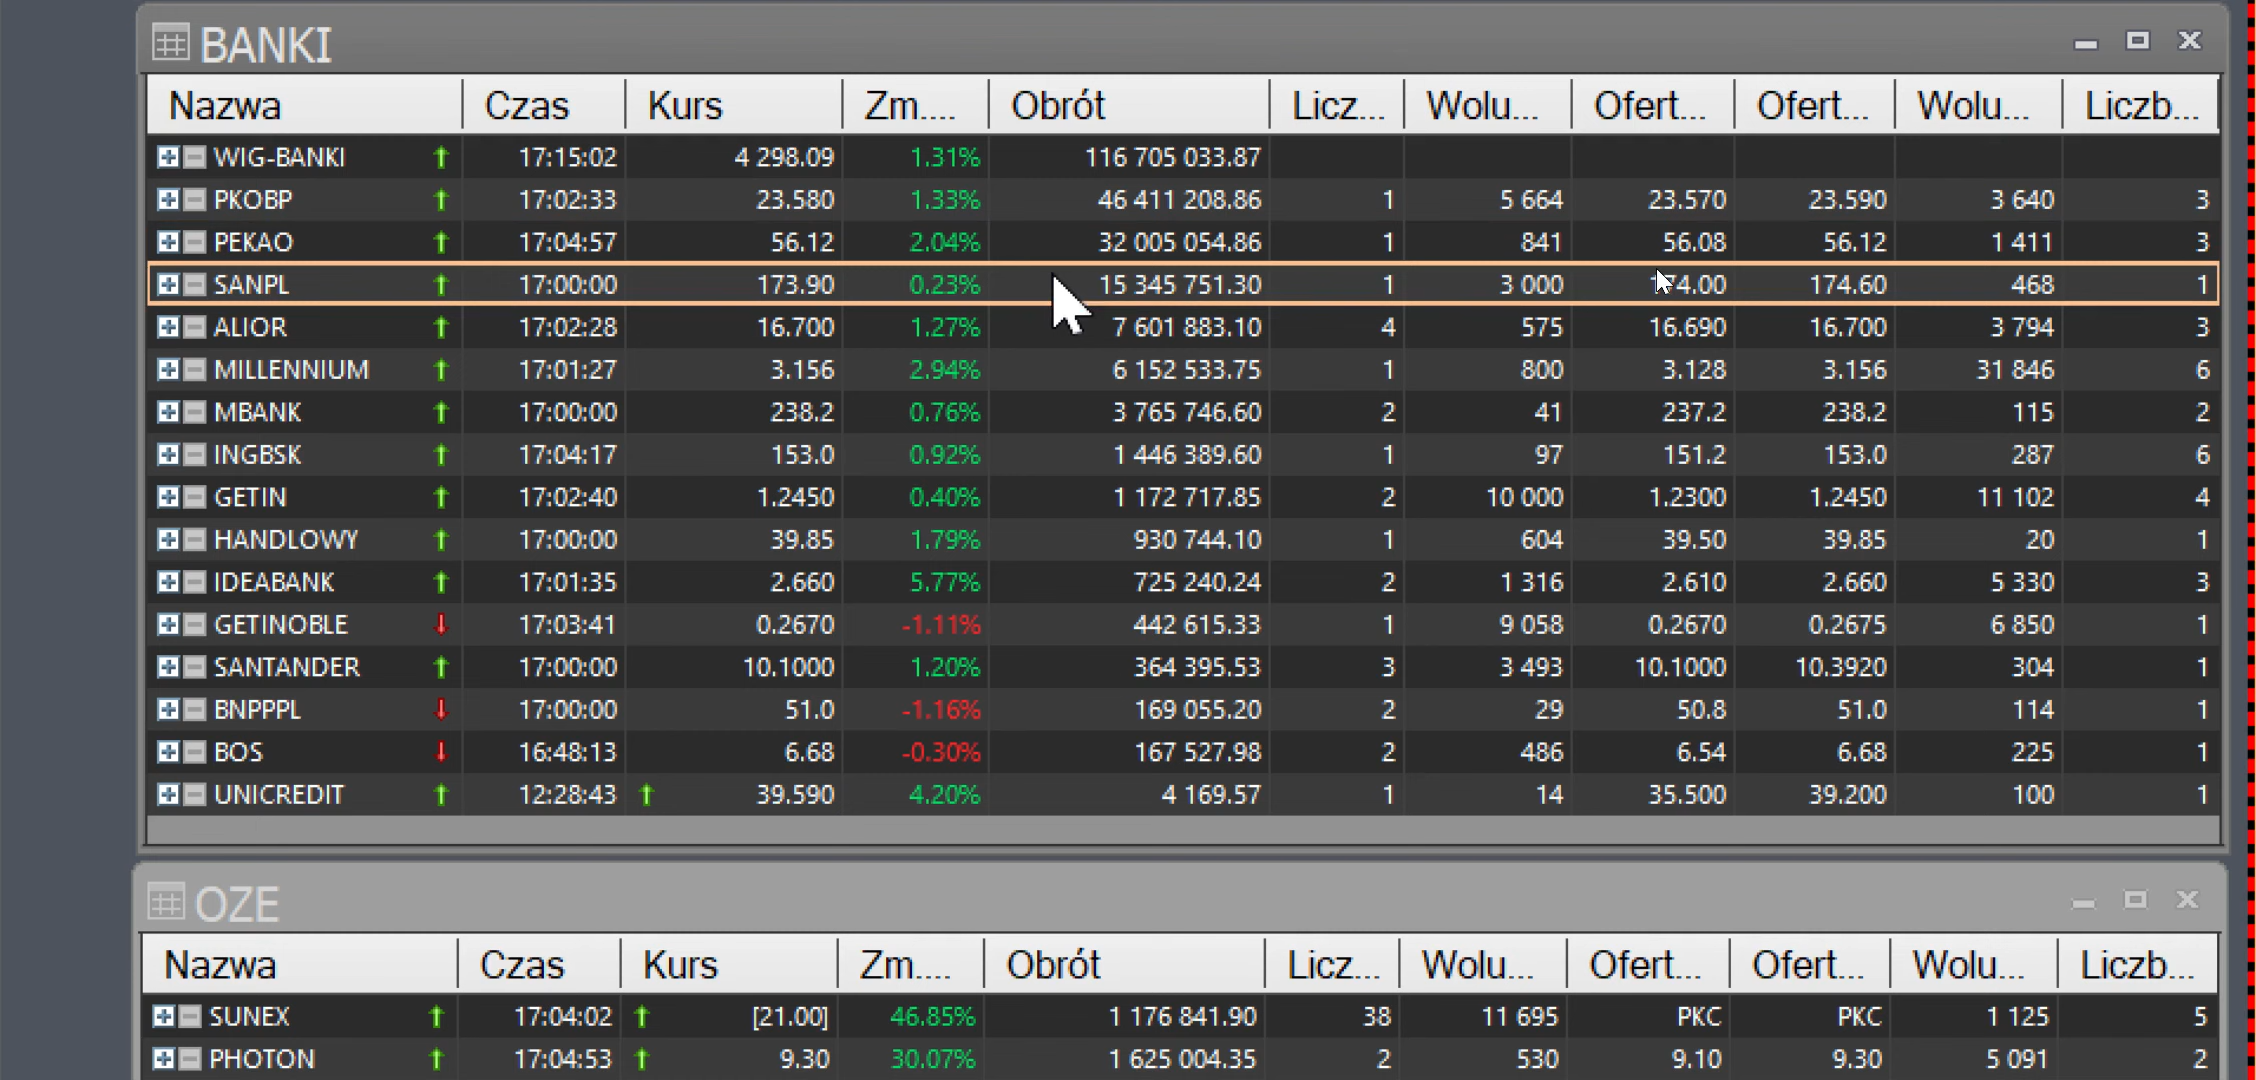 BANKI
Nazwa Czas Kurs Zm.... Obrót Licz... Wolu... Ofert... Ofert... Wolu... Liczb...
WIG-BANKI 17:15:02 4 298.09 1.31% 116 705 033.87
PKOBP 17:02:33 23.580 1.33% 46 411 208.86 1 5 664 23.570 23.590 3 640 3
PEKAO 17:04:57 56.12 2.04% 32 005 054.86 1 841 56.08 56.12 1 411 3
SANPL 17:00:00 173.90 0.23% 15 345 751.30 1 3 000 174.00 174.60 468 1
ALIOR 17:02:28 16.700 1.27% 7 601 883.10 4 575 16.690 16.700 3 794 3
MILLENNIUM 17:01:27 3.156 2.94% 6 152 533.75 1 800 3.128 3.156 31 846 6
MBANK 17:00:00 238.2 0.76% 3 765 746.60 2 41 237.2 238.2 115 2
INGBSK 17:04:17 153.0 0.92% 1 446 389.60 1 97 151.2 153.0 287 6
GETIN 17:02:40 1.2450 0.40% 1 172 717.85 2 10 000 1.2300 1.2450 11 102 4
HANDLOWY 17:00:00 39.85 1.79% 930 744.10 1 604 39.50 39.85 20 1
IDEABANK 17:01:35 2.660 5.77% 725 240.24 2 1 316 2.610 2.660 5 330 3
GETINOBLE 17:03:41 0.2670 -1.11% 442 615.33 1 9 058 0.2670 0.2675 6 850 1
SANTANDER 17:00:00 10.1000 1.20% 364 395.53 3 3 493 10.1000 10.3920 304 1
BNPPPL 17:00:00 51.0 -1.16% 169 055.20 2 29 50.8 51.0 114 1
BOS 16:48:13 6.68 -0.30% 167 527.98 2 486 6.54 6.68 225 1
UNICREDIT 12:28:43 39.590 4.20% 4 169.57 1 14 35.500 39.200 100 1
OZE
Nazwa Czas Kurs Zm.... Obrót Licz... Wolu... Ofert... Ofert... Wolu... Liczb...
SUNEX 17:04:02 [21.00] 46.85% 1 176 841.90 38 11 695 PKC PKC 1 125 5
PHOTON 17:04:53 9.30 30.07% 1 625 004.35 2 530 9.10 9.30 5 091 2